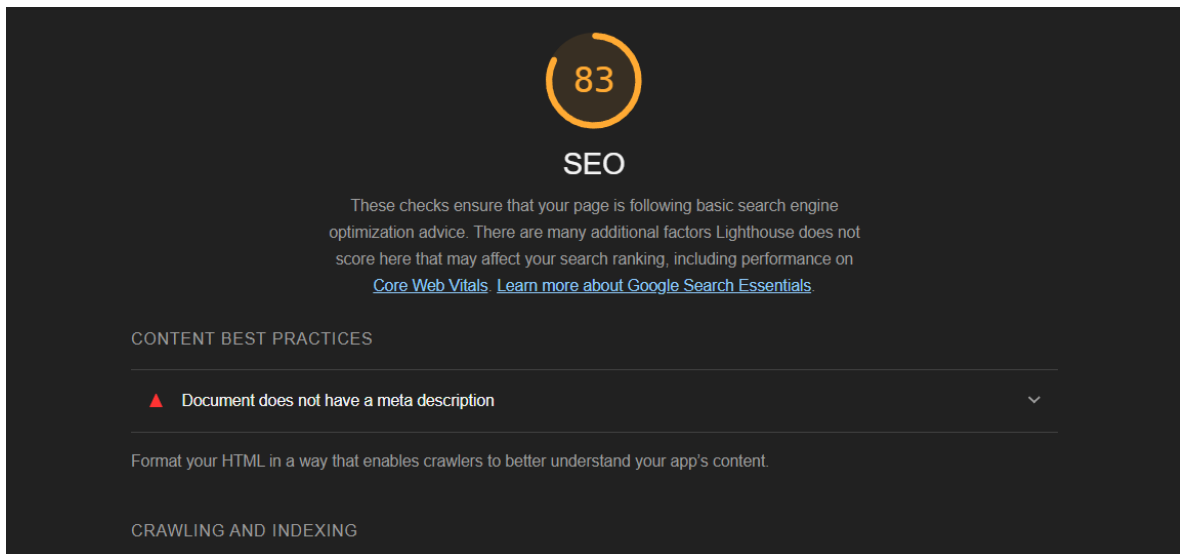 83
SEO
These checks ensure that your page is following basic search engine
optimization advice. There are many additional factors Lighthouse does not
score here that may affect your search ranking, including performance on
Core Web Vitals. Learn more about Google Search Essentials.
CONTENT BEST PRACTICES
Document does not have a meta description
Format your HTML in a way that enables crawlers to better understand your app’s content.
CRAWLING AND INDEXING